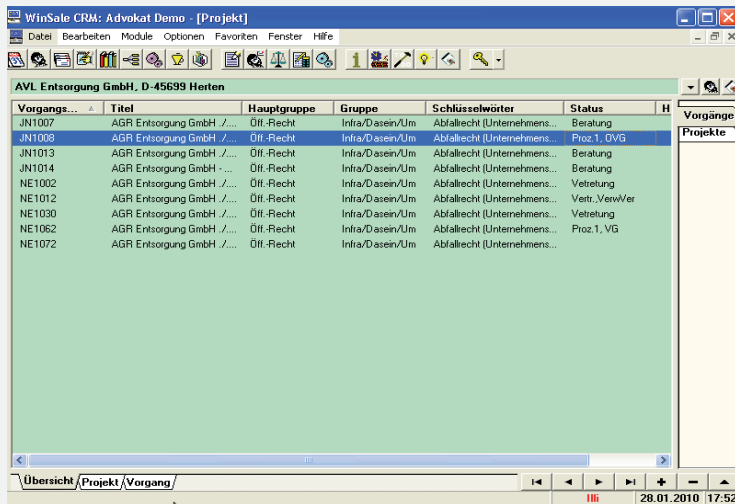 WinSale CRM: Advokat Demo - [Projekt]
Datei Bearbeiten Module Optionen Favoriten Fenster Hilfe
AVL Entsorgung GmbH, D-45699 Herten
Vorgangs... Titel Hauptgruppe Gruppe Schlüsselwörter Status H
JN1007 AGR Entsorgung GmbH ./.... Öff.-Recht Infra/Dasein/Um Abfallrecht (Unternehmens... Beratung
JN1008 AGR Entsorgung GmbH ./.... Öff.-Recht Infra/Dasein/Um Abfallrecht (Unternehmens... Proz.1, OVG
JN1013 AGR Entsorgung GmbH ./.... Öff.-Recht Infra/Dasein/Um Abfallrecht (Unternehmens... Beratung
JN1014 AGR Entsorgung GmbH - ... Öff.-Recht Infra/Dasein/Um Abfallrecht (Unternehmens... Beratung
NE1002 AGR Entsorgung GmbH ./.... Öff.-Recht Infra/Dasein/Um Abfallrecht (Unternehmens... Vetretung
NE1012 AGR Entsorgung GmbH ./.... Öff.-Recht Infra/Dasein/Um Abfallrecht (Unternehmens... Vertr.,VerwVer
NE1030 AGR Entsorgung GmbH ./.... Öff.-Recht Infra/Dasein/Um Abfallrecht (Unternehmens... Vetretung
NE1062 AGR Entsorgung GmbH ./.... Öff.-Recht Infra/Dasein/Um Abfallrecht (Unternehmens... Proz.1, VG
NE1072 AGR Entsorgung GmbH ./.... Öff.-Recht Infra/Dasein/Um Abfallrecht (Unternehmens...
Vorgänge
Projekte
Übersicht Projekt Vorgang
Illi 28.01.2010 17:52